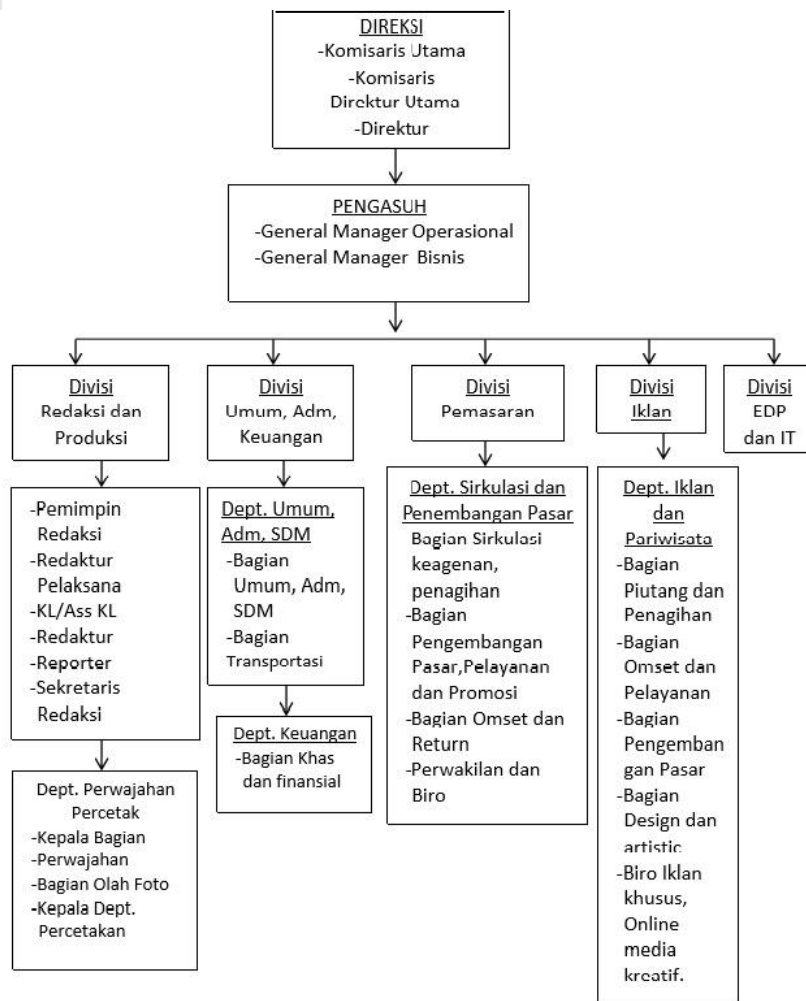 DIREKSI
-Komisaris Utama
-Komisaris
Direktur Utama
-Direktur
PENGASUH
-General Manager Operasional
-General Manager Bisnis
Divisi
Redaksi dan
Produksi
Divisi
Umum, Adm,
Keuangan
Divisi
Pemasaran
Divisi
Iklan
Divisi
EDP
dan IT
-Pemimpin
Redaksi
-Redaktur
Pelaksana
-KL/Ass KL
-Redaktur
-Reporter
-Sekretaris
Redaksi
Dept. Umum,
Adm, SDM
-Bagian
Umum, Adm,
SDM
-Bagian
Transportasi
Dept. Sirkulasi dan
Penembangan Pasar
Bagian Sirkulasi
keagenan,
penagihan
-Bagian
Pengembangan
Pasar,Pelayanan
dan Promosi
-Bagian Omset dan
Return
-Perwakilan dan
Biro
Dept. Iklan
dan
Pariwisata
-Bagian
Piutang dan
Penagihan
-Bagian
Omset dan
Pelayanan
-Bagian
Pengemban
gan Pasar
-Bagian
Design dan
artistic
-Biro Iklan
khusus,
Online
media
kreatif.
Dept. Keuangan
-Bagian Khas
dan finansial
Dept. Perwajahan
Percetak
-Kepala Bagian
-Perwajahan
-Bagian Olah Foto
-Kepala Dept.
Percetakan